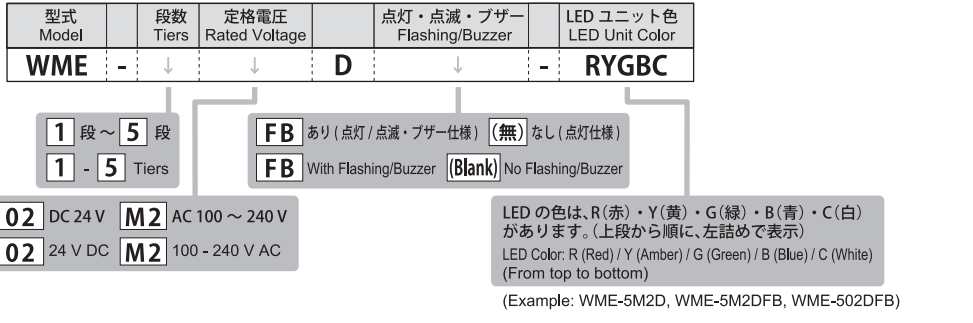 型式 段数 定格電圧 点灯・点滅・ブザー LED ユニット色
Model Tiers Rated Voltage Flashing/Buzzer LED Unit Color
WME - ↓ ↓ D ↓ - RYGBC
1 段～ 5 段
1 - 5 Tiers
FB あり ( 点灯 / 点滅・ブザー仕様 ) (無) なし ( 点灯仕様 )
FB With Flashing/Buzzer (Blank) No Flashing/Buzzer
02 DC 24 V M2 AC 100 ～ 240 V
02 24 V DC M2 100 - 240 V AC
LED の色は、R（赤）・Y（黄）・G（緑）・B（青）・C（白）
があります。（上段から順に、左詰めで表示）
LED Color: R (Red) / Y (Amber) / G (Green) / B (Blue) / C (White)
(From top to bottom)
(Example: WME-5M2D, WME-5M2DFB, WME-502DFB)